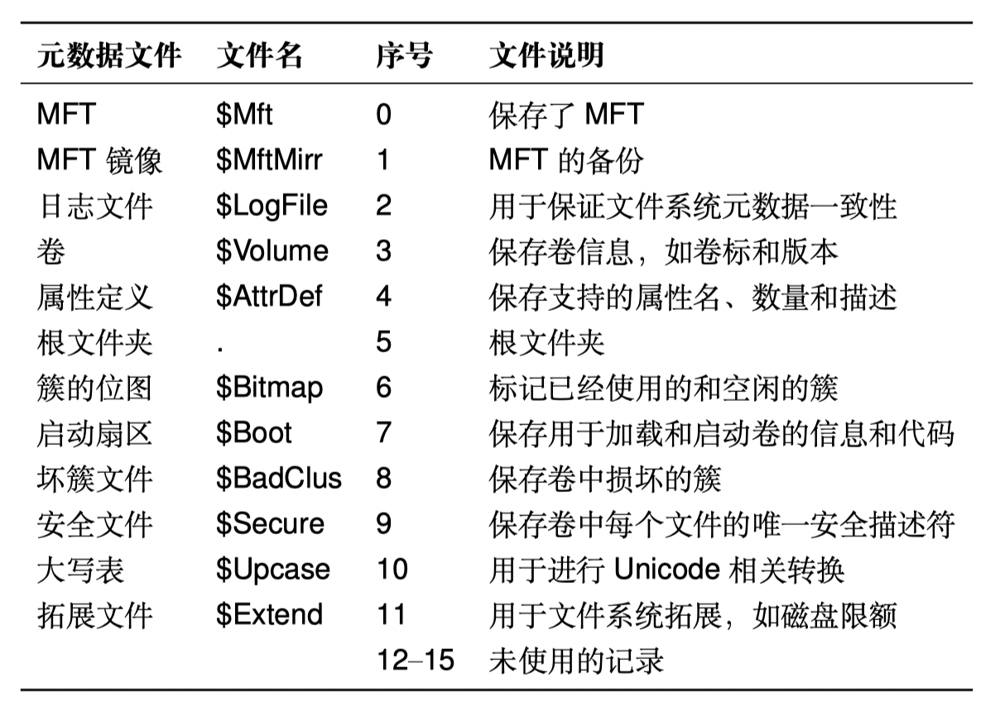 元数据文件 文件名 序号 文件说明
MFT $Mft 0 保存了 MFT
MFT 镜像 $MftMirr 1 MFT 的备份
日志文件 $LogFile 2 用于保证文件系统元数据一致性
卷 $Volume 3 保存卷信息，如卷标和版本
属性定义 $AttrDef 4 保存支持的属性名、数量和描述
根文件夹 . 5 根文件夹
簇的位图 $Bitmap 6 标记已经使用的和空闲的簇
启动扇区 $Boot 7 保存用于加载和启动卷的信息和代码
坏簇文件 $BadClus 8 保存卷中损坏的簇
安全文件 $Secure 9 保存卷中每个文件的唯一安全描述符
大写表 $Upcase 10 用于进行 Unicode 相关转换
拓展文件 $Extend 11 用于文件系统拓展，如磁盘限额
12–15 未使用的记录